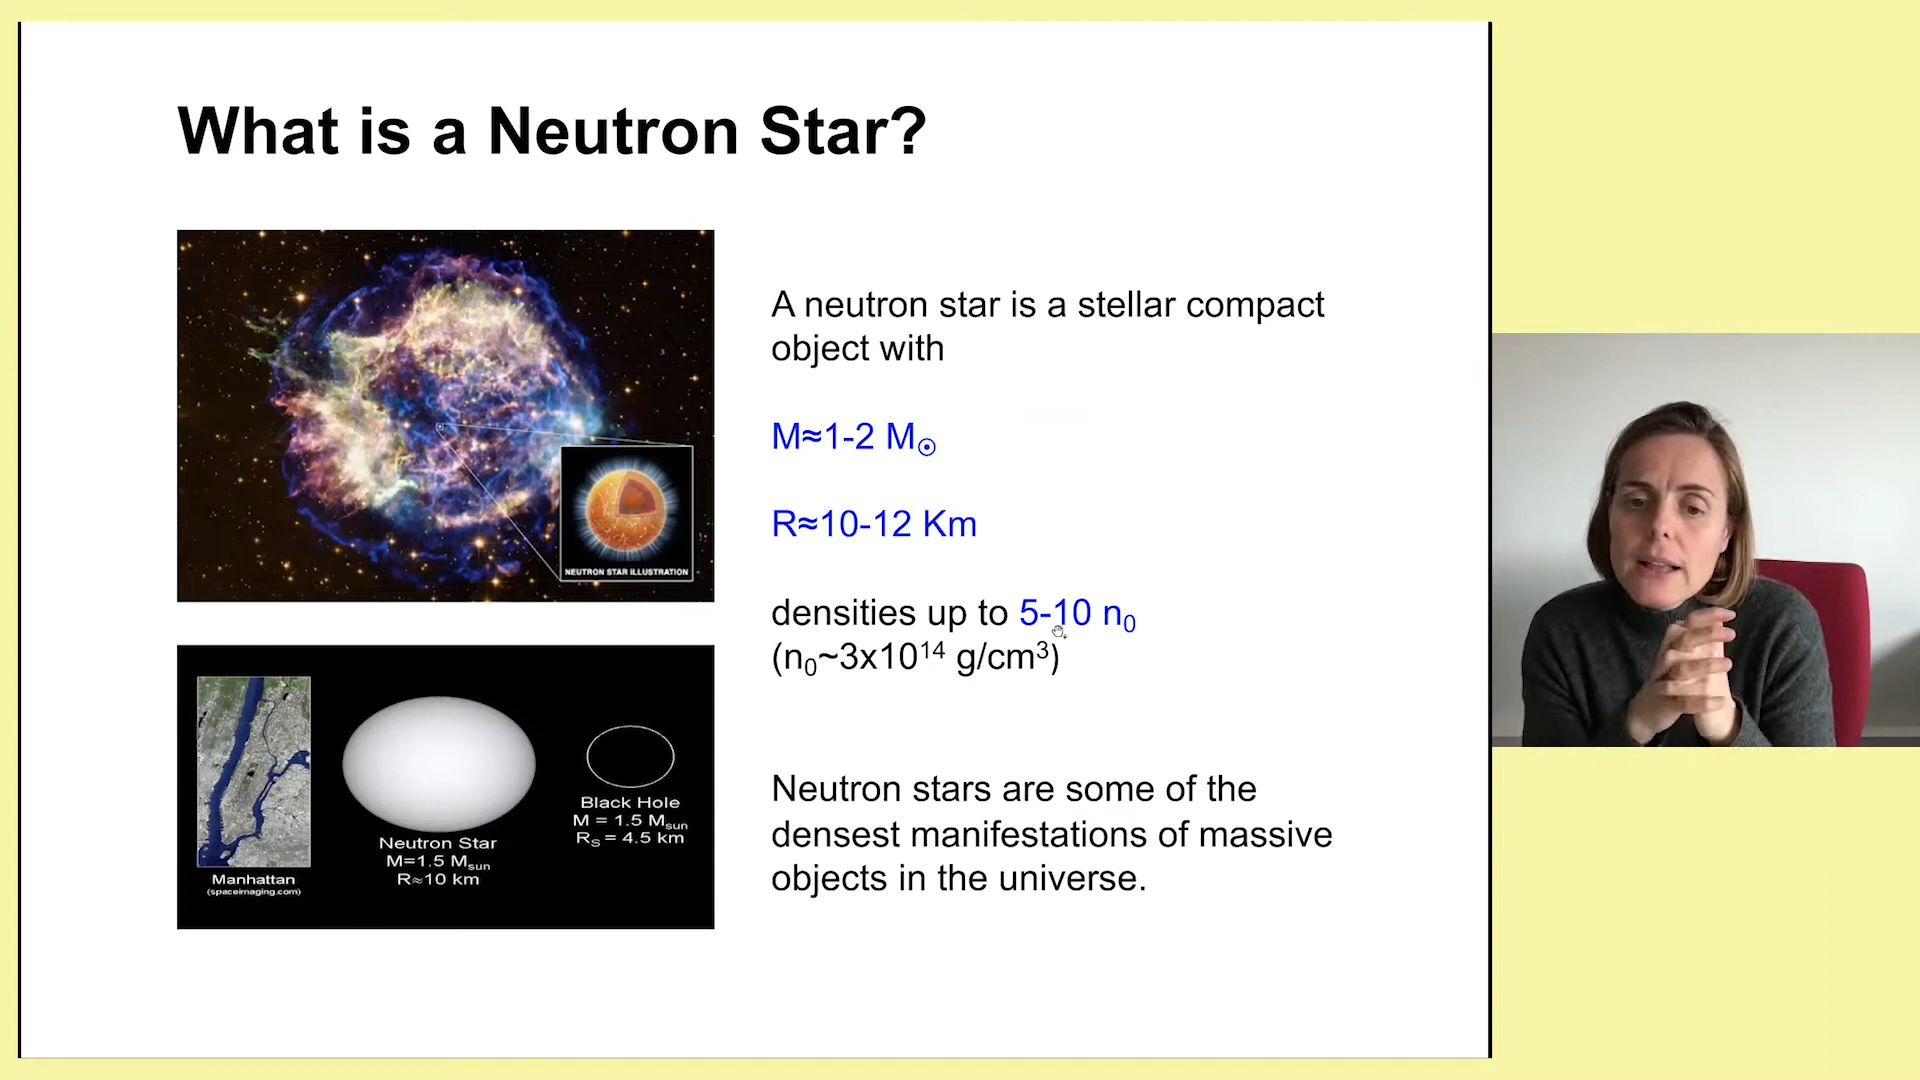 What is a Neutron Star?
NEUTRON STAR ILLUSTRATION
A neutron star is a stellar compact
object with
M≈1-2 M☉
R≈10-12 Km
densities up to 5-10 n₀
(n₀~3x10¹⁴ g/cm³)
Manhattan
(spaceimaging.com)
Neutron Star
M=1.5 Msun
R≈10 km
Black Hole
M = 1.5 Msun
RS = 4.5 km
Neutron stars are some of the
densest manifestations of massive
objects in the universe.